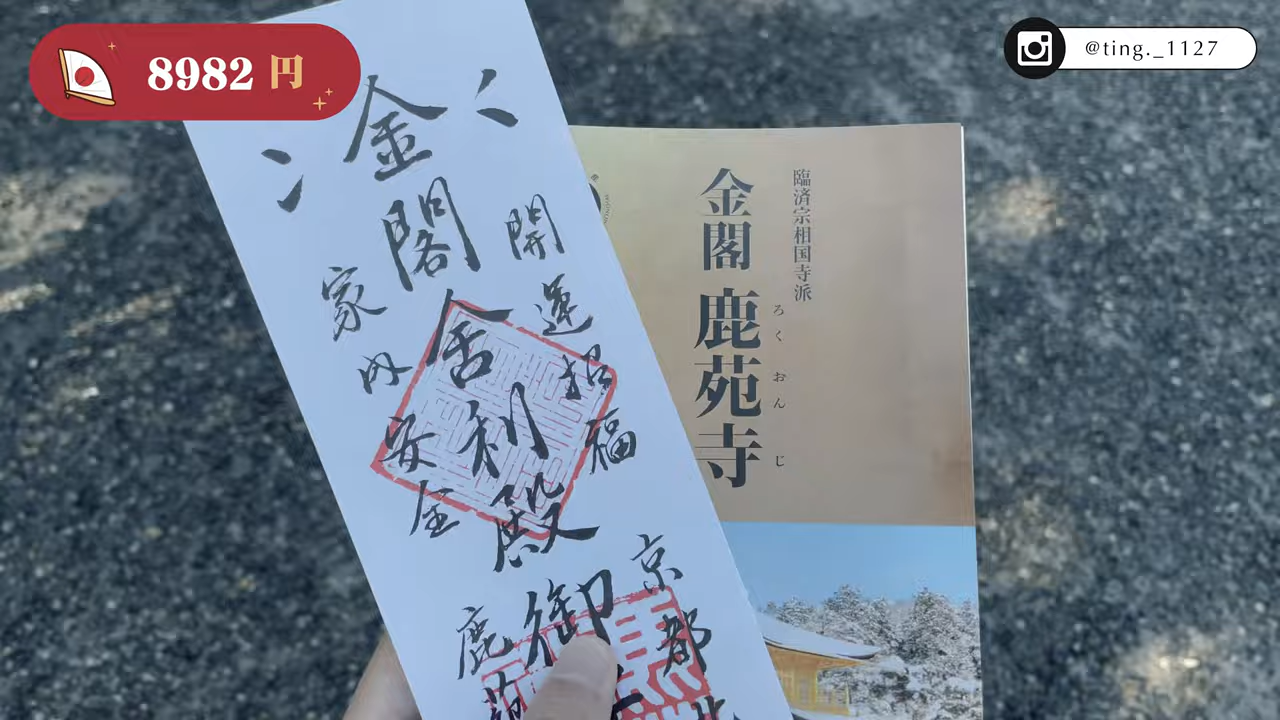 8982 円
@ting._1127
金閣舎利殿御
開運招福
家内安全
京都
鹿苑
臨済宗相国寺派
金閣 鹿苑寺
ろく おん じ